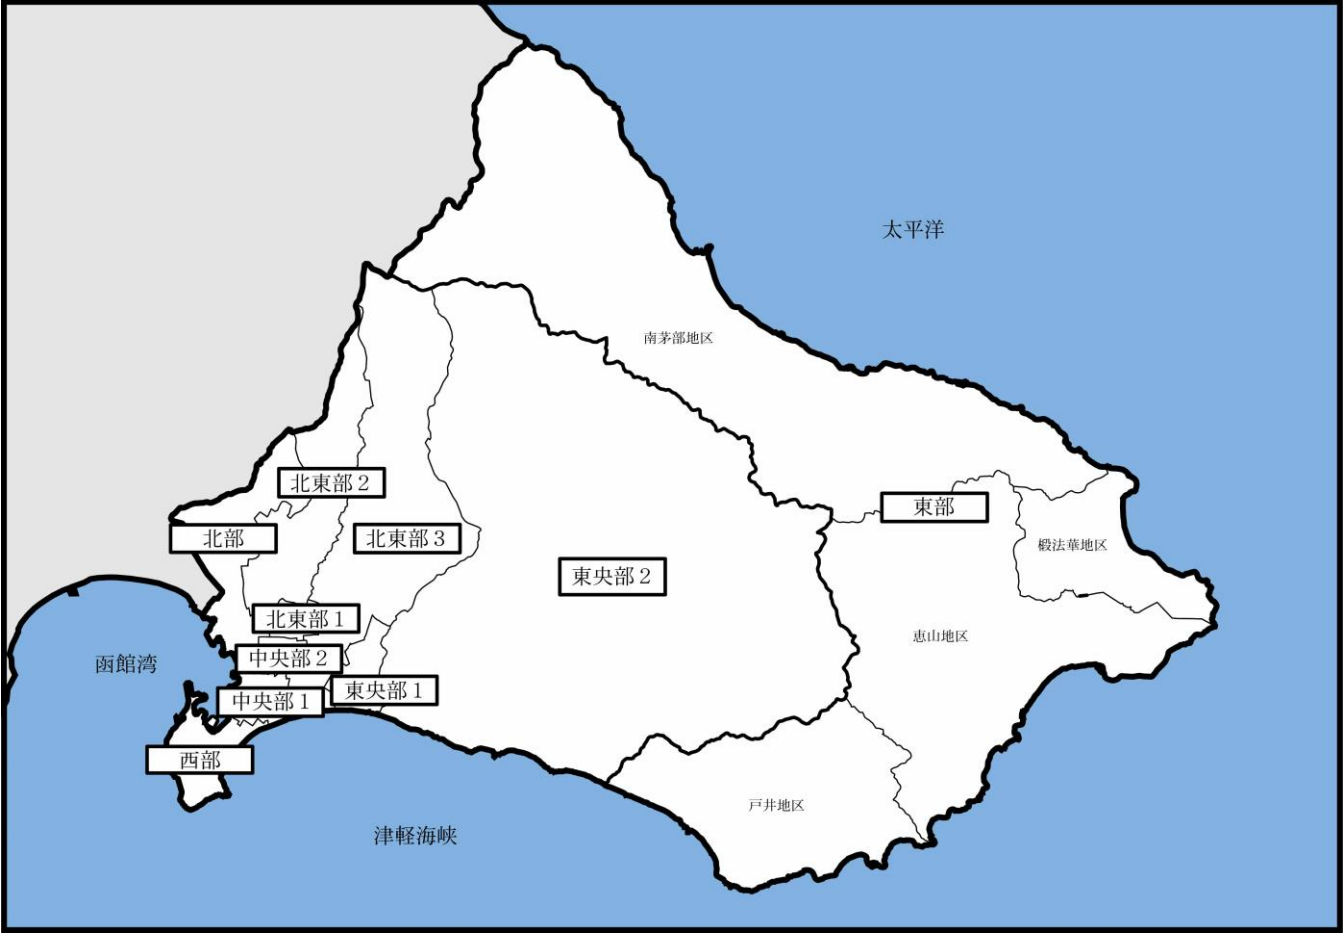 太平洋
南茅部地区
北東部2
東部
北部
北東部3
椴法華地区
東央部2
北東部1
恵山地区
中央部2
函館湾
東央部1
中央部1
西部
戸井地区
津軽海峡